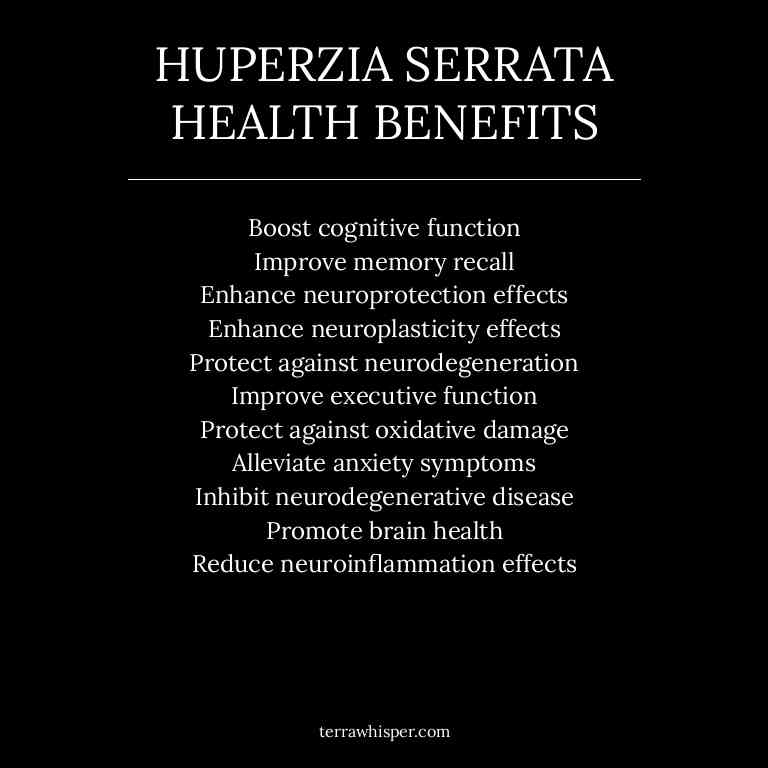 HUPERZIA SERRATA
HEALTH BENEFITS
Boost cognitive function
Improve memory recall
Enhance neuroprotection effects
Enhance neuroplasticity effects
Protect against neurodegeneration
Improve executive function
Protect against oxidative damage
Alleviate anxiety symptoms
Inhibit neurodegenerative disease
Promote brain health
Reduce neuroinflammation effects
terrawhisper.com